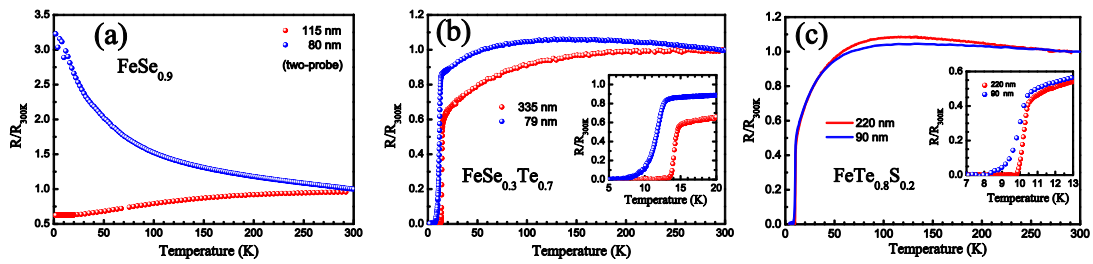 (a)
115 nm
80 nm
(two-probe)
FeSe0.9
R/R300K
3.5
3.0
2.5
2.0
1.5
1.0
0.5
0 50 100 150 200 250 300
Temperature (K)
(b)
335 nm
79 nm
FeSe0.3Te0.7
R/R300K
1.2
1.0
0.8
0.6
0.4
0.2
0.0
0 50 100 150 200 250 300
Temperature (K)
R/R300K
1.0
0.8
0.6
0.4
0.2
0.0
5 10 15 20
Temperature (K)
(c)
220 nm
90 nm
FeTe0.8S0.2
R/R300K
1.2
1.0
0.8
0.6
0.4
0.2
0.0
0 50 100 150 200 250 300
Temperature (K)
220 nm
90 nm
R/R300K
0.6
0.4
0.2
0.0
7 8 9 10 11 12 13
Temperature (K)